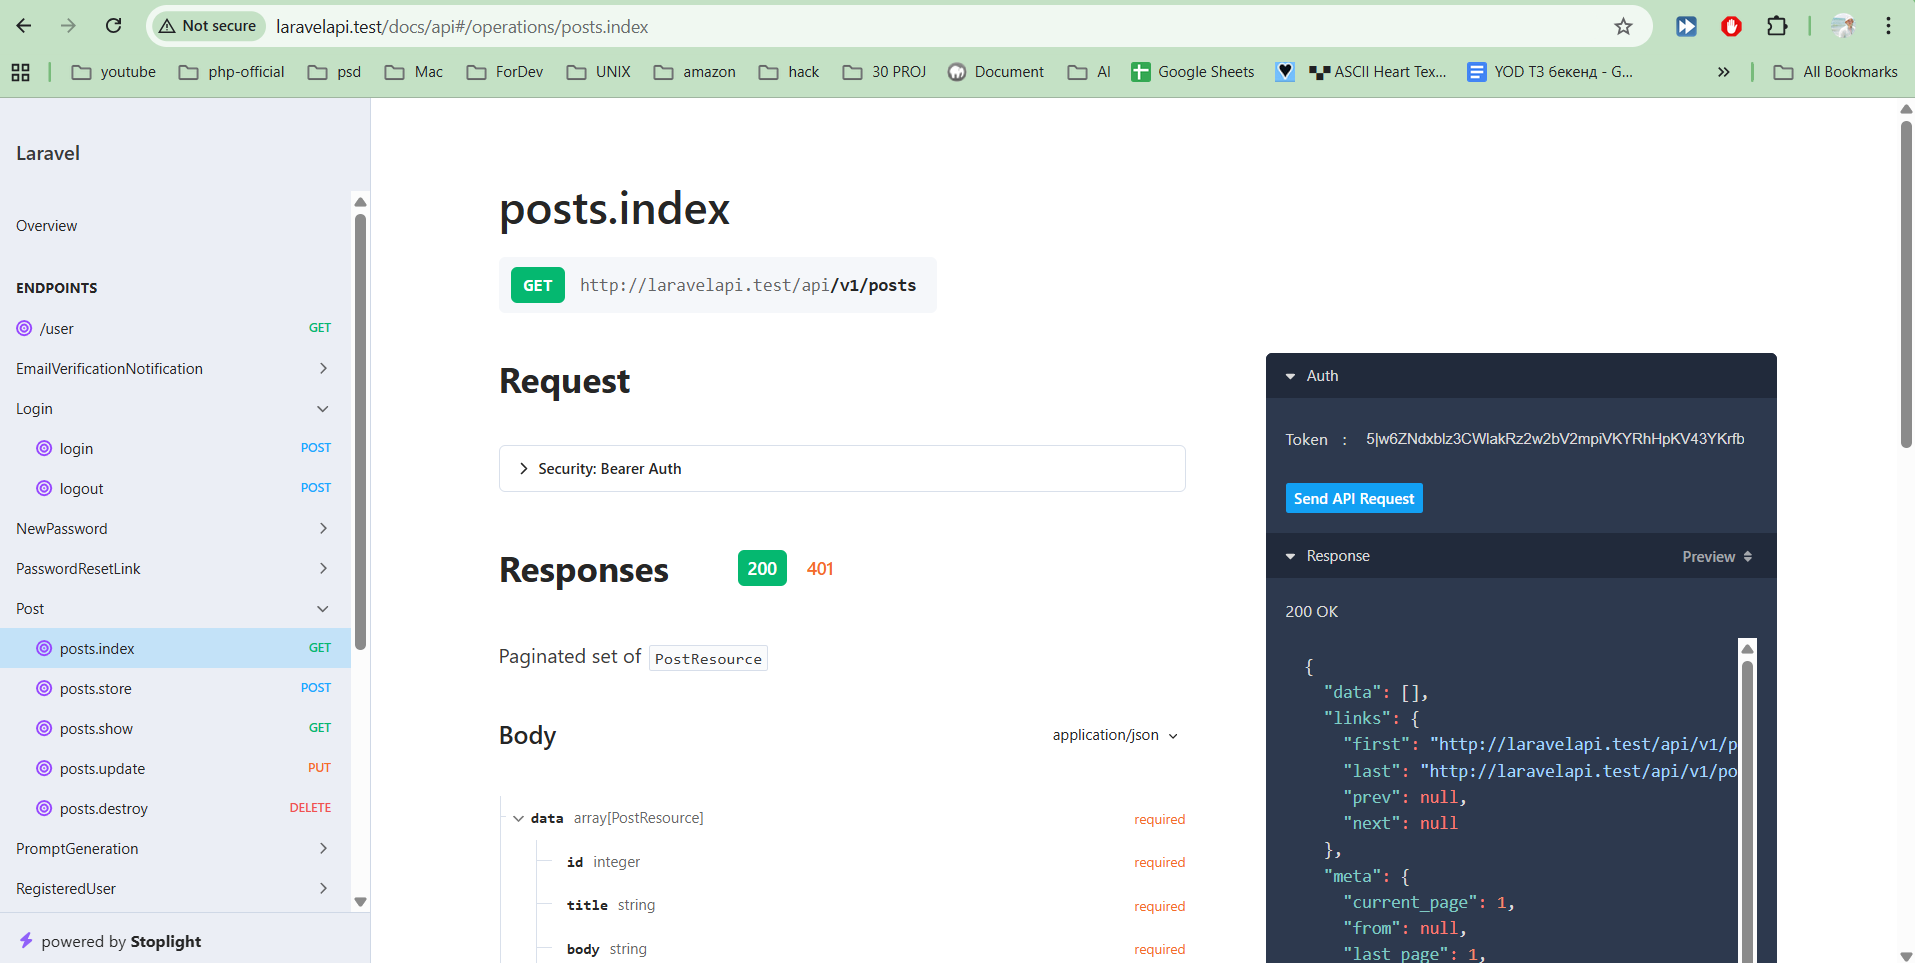 Not secure laravelapi.test/docs/api#/operations/posts.index
youtube php-official psd Mac ForDev UNIX amazon hack 30 PROJ Document AI Google Sheets ASCII Heart Tex... YOD ТЗ бекенд - G... All Bookmarks
Laravel
Overview
ENDPOINTS
/user GET
EmailVerificationNotification
Login
login POST
logout POST
NewPassword
PasswordResetLink
Post
posts.index GET
posts.store POST
posts.show GET
posts.update PUT
posts.destroy DELETE
PromptGeneration
RegisteredUser
powered by Stoplight
posts.index
GET http://laravelapi.test/api/v1/posts
Request
Security: Bearer Auth
Responses 200 401
Paginated set of PostResource
Body application/json
data array[PostResource] required
id integer required
title string required
body string required
Auth
Token : 5|w6ZNdxblz3CWlakRz2w2bV2mpiVKYRhHpKV43YKrfb
Send API Request
Response Preview
200 OK
{
"data": [],
"links": {
"first": "http://laravelapi.test/api/v1/p
"last": "http://laravelapi.test/api/v1/po
"prev": null,
"next": null
},
"meta": {
"current_page": 1,
"from": null,
"last_page": 1,